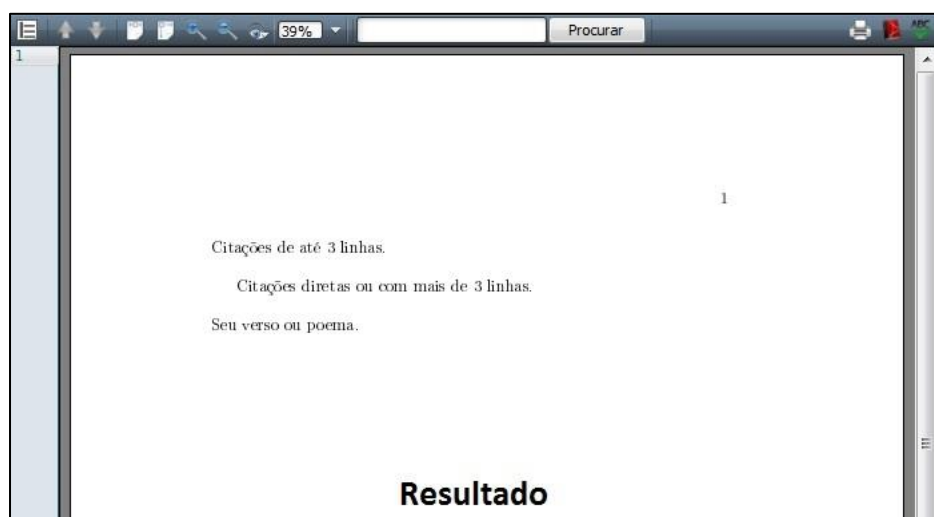 39%
Procurar
ABC
1
1
Citações de até 3 linhas.
Citações diretas ou com mais de 3 linhas.
Seu verso ou poema.
Resultado